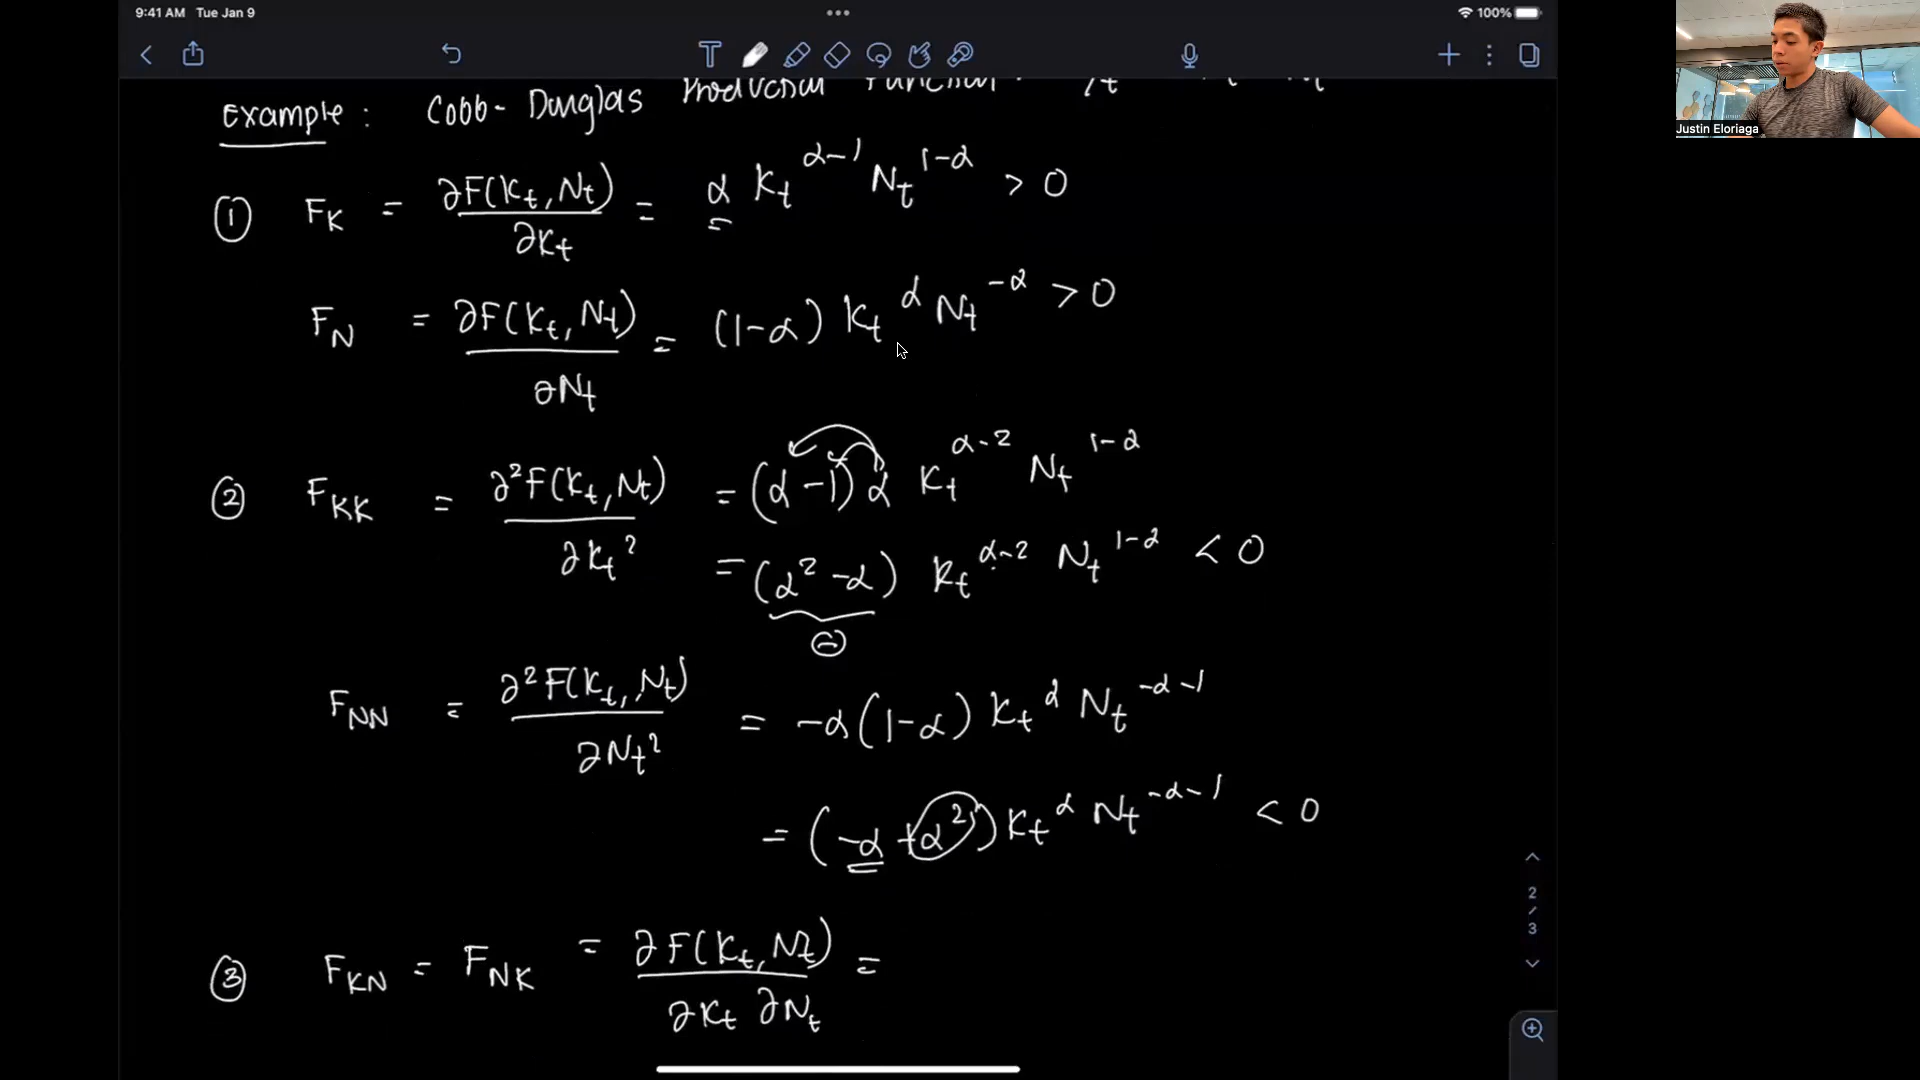 9:41 AM Tue Jan 9
100%
Justin Eloriaga
Example : Cobb-Douglas Production Function :
① F_K = ∂F(K_t, N_t) / ∂K_t = α K_t^{α-1} N_t^{1-α} > 0
F_N = ∂F(K_t, N_t) / ∂N_t = (1-α) K_t^α N_t^{-α} > 0
② F_KK = ∂²F(K_t, N_t) / ∂K_t² = (α-1) α K_t^{α-2} N_t^{1-α}
= (α² - α) K_t^{α-2} N_t^{1-α} < 0
⊖
F_NN = ∂²F(K_t, N_t) / ∂N_t² = -α(1-α) K_t^α N_t^{-α-1}
= (-α + α²) K_t^α N_t^{-α-1} < 0
③ F_KN = F_NK = ∂F(K_t, N_t) / ∂K_t ∂N_t =
2 / 3